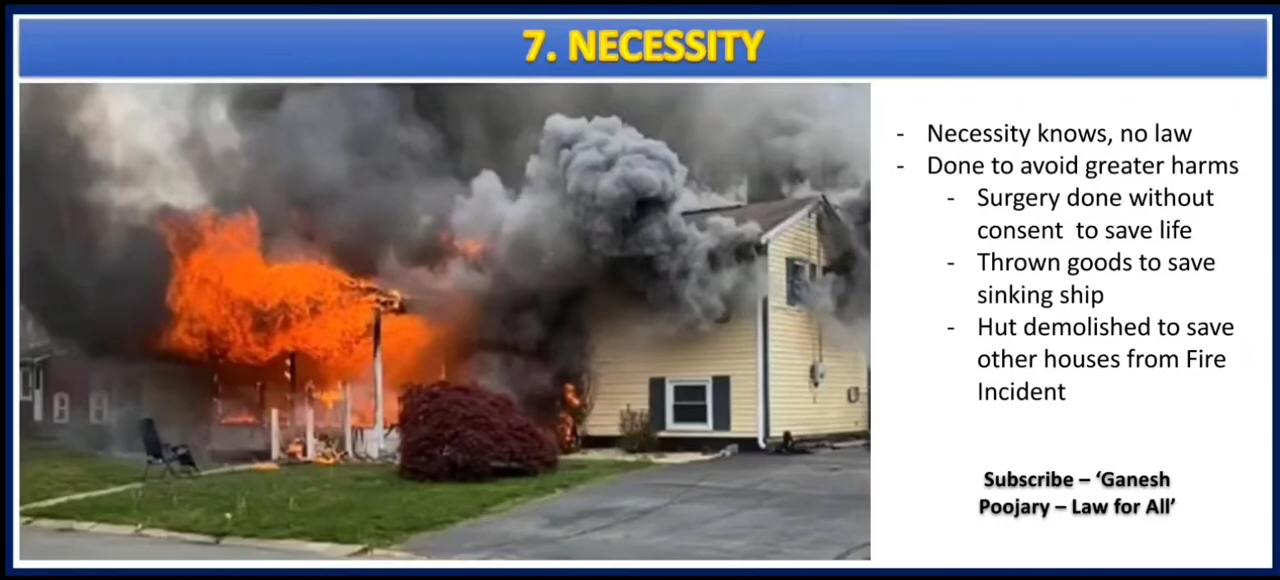 7. NECESSITY
- Necessity knows, no law
- Done to avoid greater harms
- Surgery done without
consent to save life
- Thrown goods to save
sinking ship
- Hut demolished to save
other houses from Fire
Incident
Subscribe – ‘Ganesh
Poojary – Law for All’